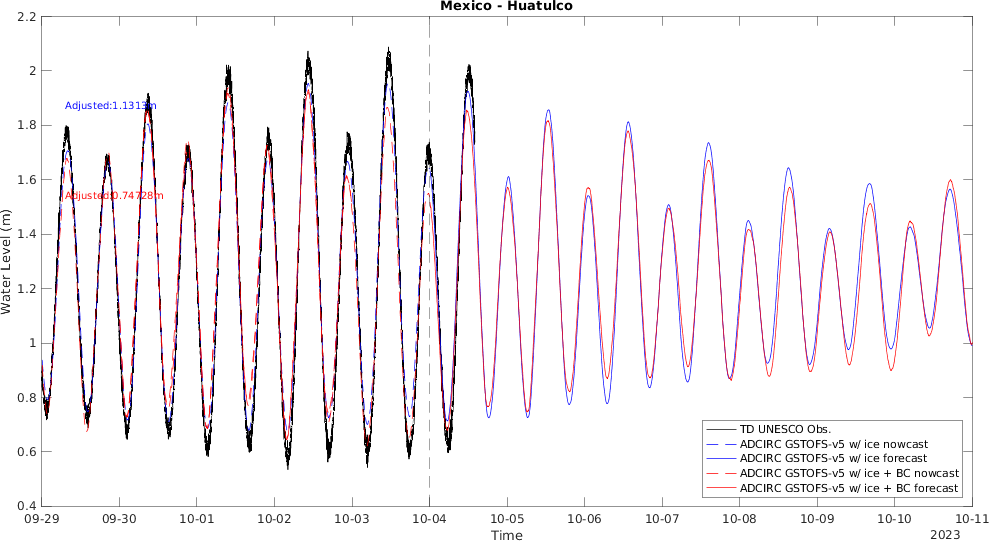 Mexico - Huatulco
2.2
2
1.8
1.6
1.4
1.2
1
0.8
0.6
0.4
Water Level (m)
Adjusted:1.1313m
Adjusted:0.74728m
TD UNESCO Obs.
ADCIRC GSTOFS-v5 w/ ice nowcast
ADCIRC GSTOFS-v5 w/ ice forecast
ADCIRC GSTOFS-v5 w/ ice + BC nowcast
ADCIRC GSTOFS-v5 w/ ice + BC forecast
09-29 09-30 10-01 10-02 10-03 10-04 10-05 10-06 10-07 10-08 10-09 10-10 10-11
Time
2023